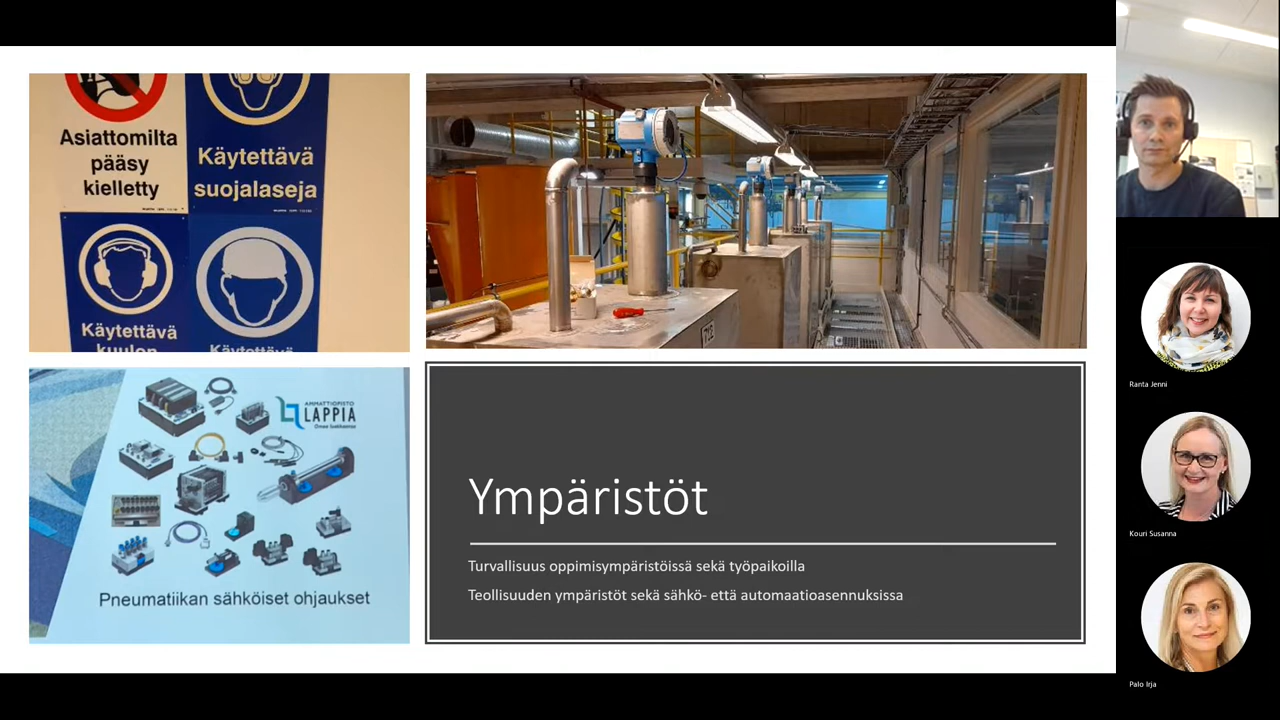 Asiattomilta
pääsy
kielletty
Käytettävä
suojalaseja
Käytettävä
kuulon
Käytettävä
712
AMMATTIOPISTO
LAPPIA
Pneumatiikan sähköiset ohjaukset
Ympäristöt
Turvallisuus oppimisympäristöissä sekä työpaikoilla
Teollisuuden ympäristöt sekä sähkö- että automaatioasennuksissa
Ranta Jenni
Kouri Susanna
Palo Irja